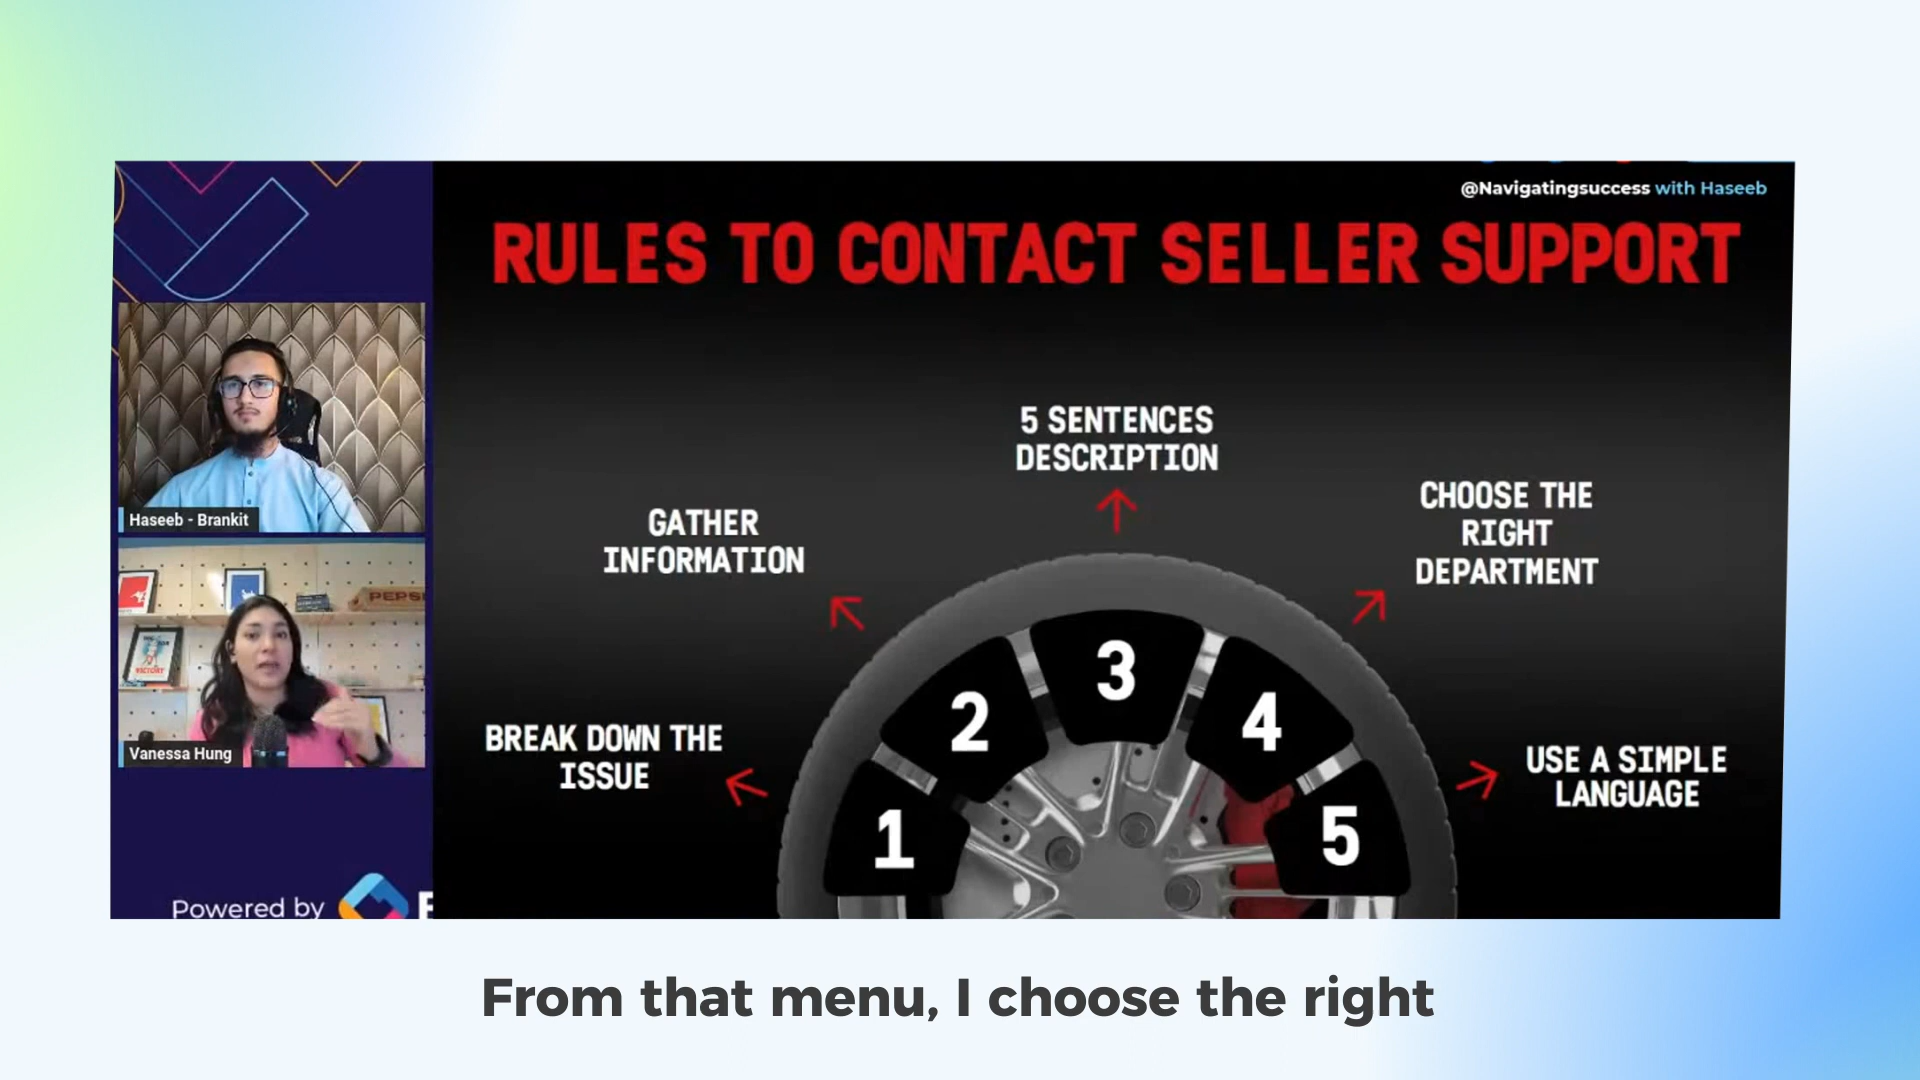 @Navigatingsuccess with Haseeb
RULES TO CONTACT SELLER SUPPORT
5 SENTENCES
DESCRIPTION
GATHER
INFORMATION
CHOOSE THE
RIGHT
DEPARTMENT
BREAK DOWN THE
ISSUE
USE A SIMPLE
LANGUAGE
1
2
3
4
5
Haseeb - Brankit
PEPSI
VICTORY
Vanessa Hung
Powered by
From that menu, I choose the right